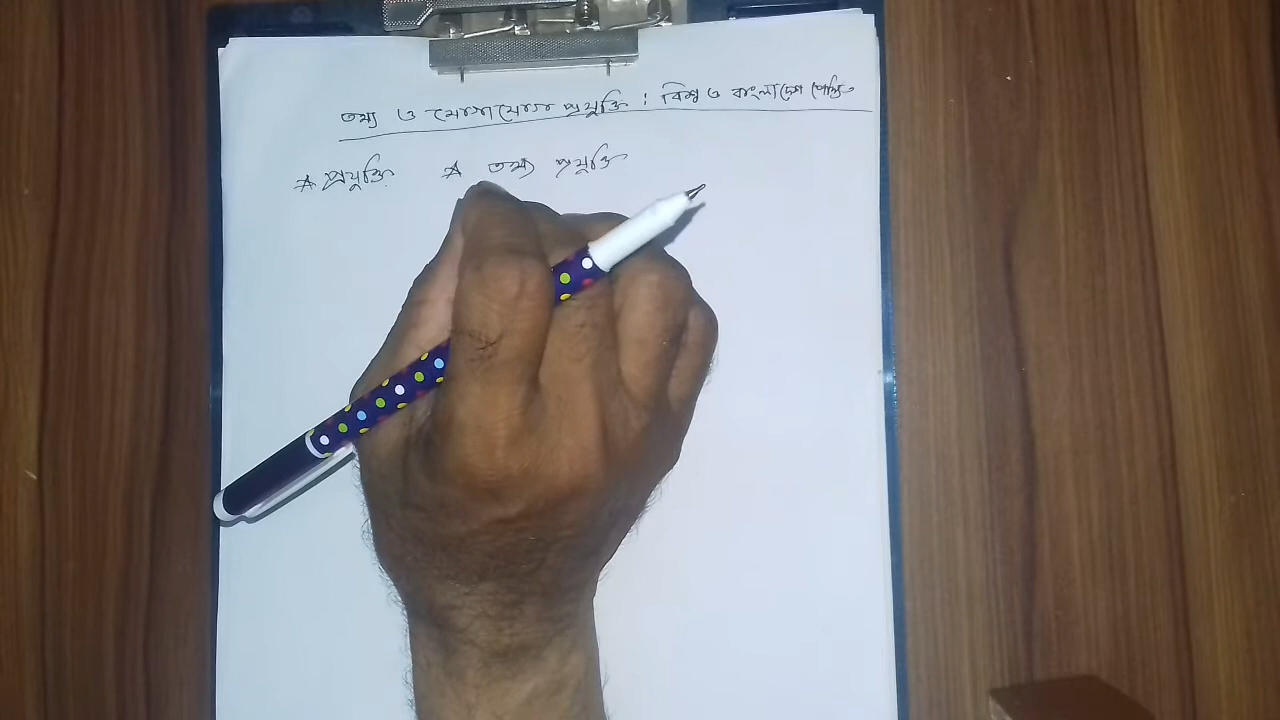 তথ্য ও যোগাযোগ প্রযুক্তি : বিশ্ব ও বাংলাদেশ
* প্রযুক্তি * তথ্য প্রযুক্তি